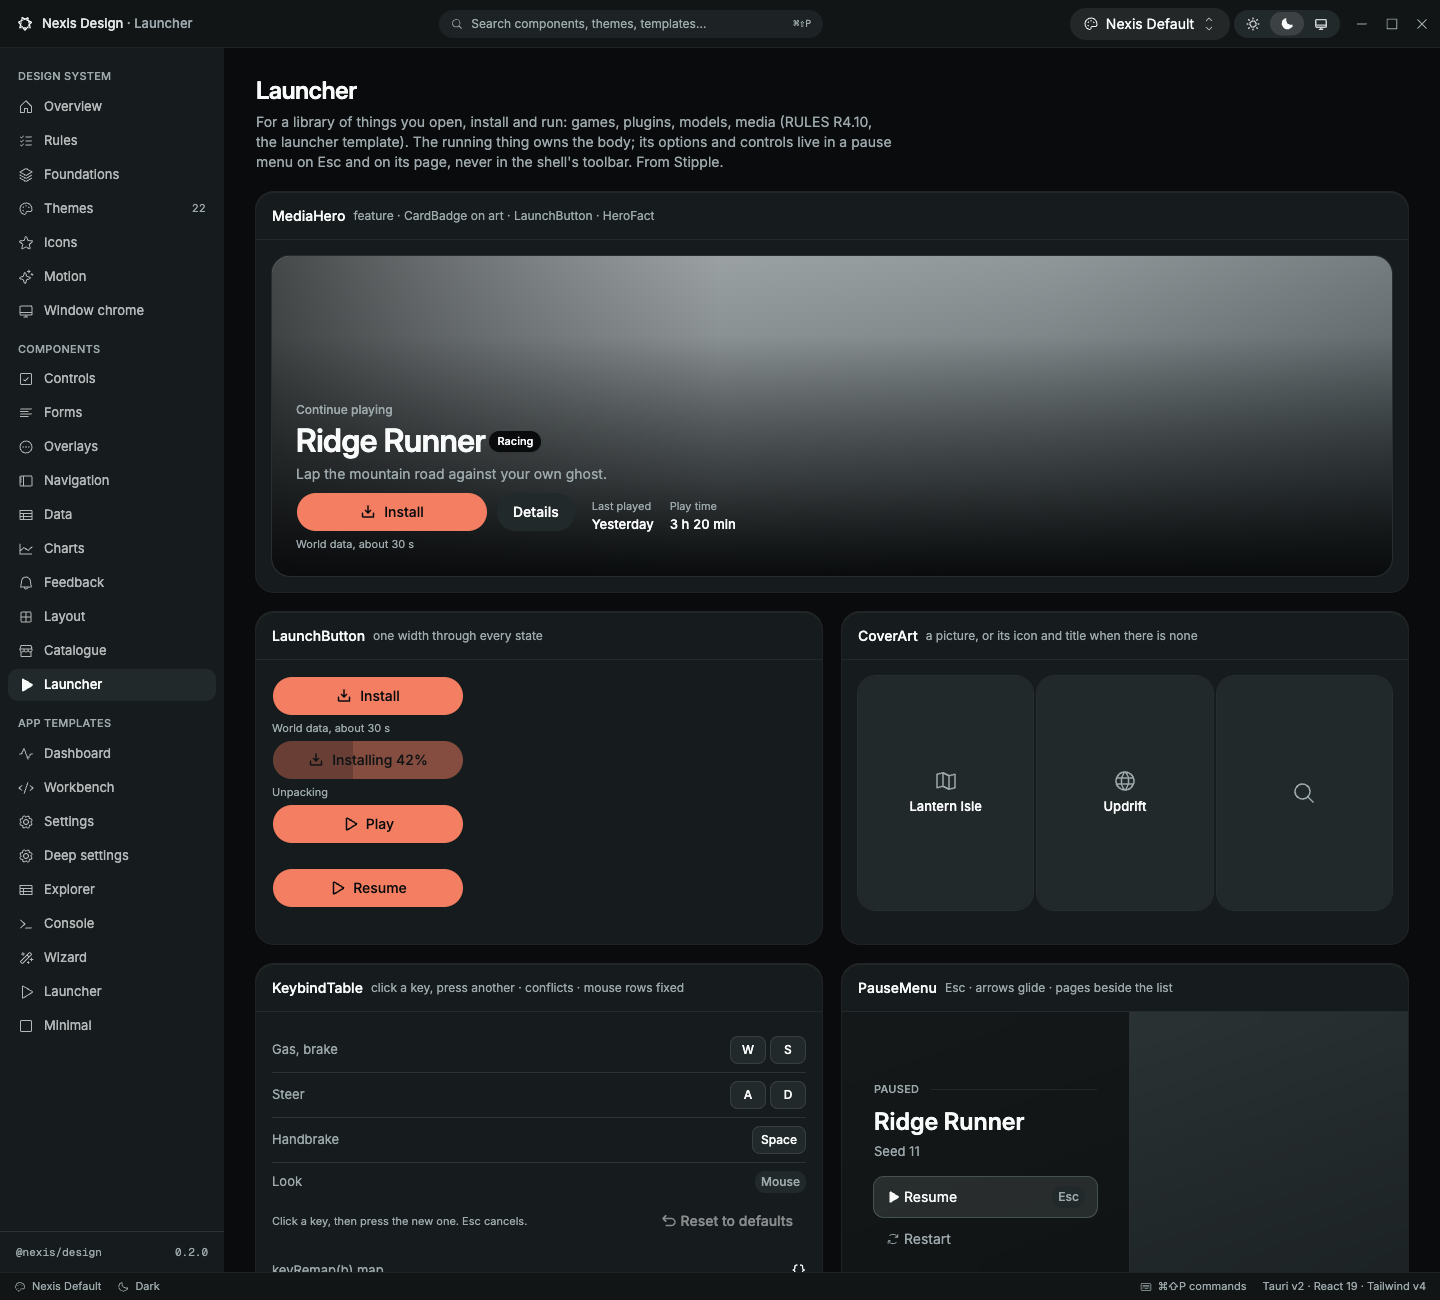 Nexis Design · Launcher
Search components, themes, templates...
⌘⇧P
Nexis Default
DESIGN SYSTEM
Overview
Rules
Foundations
Themes 22
Icons
Motion
Window chrome
COMPONENTS
Controls
Forms
Overlays
Navigation
Data
Charts
Feedback
Layout
Catalogue
Launcher
APP TEMPLATES
Dashboard
Workbench
Settings
Deep settings
Explorer
Console
Wizard
Launcher
Minimal
@nexis/design 0.2.0
Launcher
For a library of things you open, install and run: games, plugins, models, media (RULES R4.10,
the launcher template). The running thing owns the body; its options and controls live in a pause
menu on Esc and on its page, never in the shell's toolbar. From Stipple.
MediaHero feature · CardBadge on art · LaunchButton · HeroFact
Continue playing
Ridge Runner Racing
Lap the mountain road against your own ghost.
Install
Details
Last played
Yesterday
Play time
3 h 20 min
World data, about 30 s
LaunchButton one width through every state
Install
World data, about 30 s
Installing 42%
Unpacking
Play
Resume
CoverArt a picture, or its icon and title when there is none
Lantern Isle
Updrift
KeybindTable click a key, press another · conflicts · mouse rows fixed
Gas, brake W S
Steer A D
Handbrake Space
Look Mouse
Click a key, then press the new one. Esc cancels.
Reset to defaults
keyRemap(b).map {}
PauseMenu Esc · arrows glide · pages beside the list
PAUSED
Ridge Runner
Seed 11
Resume Esc
Restart
Nexis Default
Dark
⌘⇧P commands
Tauri v2 · React 19 · Tailwind v4